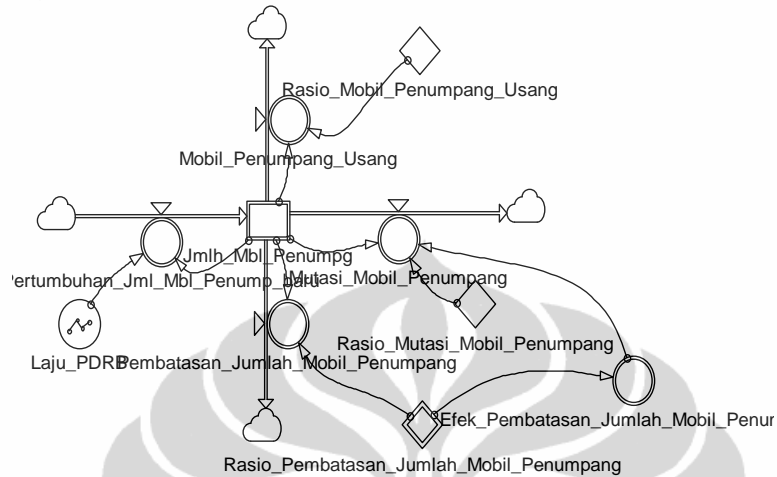 Rasio_Mobil_Penumpang_Usang
Mobil_Penumpang_Usang
Jmlh_Mbl_Penumpg
Pertumbuhan_Jml_Mbl_Penump_baru
Mutasi_Mobil_Penumpang
Rasio_Mutasi_Mobil_Penumpang
Laju_PDRB
Pembatasan_Jumlah_Mobil_Penumpang
Efek_Pembatasan_Jumlah_Mobil_Penum
Rasio_Pembatasan_Jumlah_Mobil_Penumpang